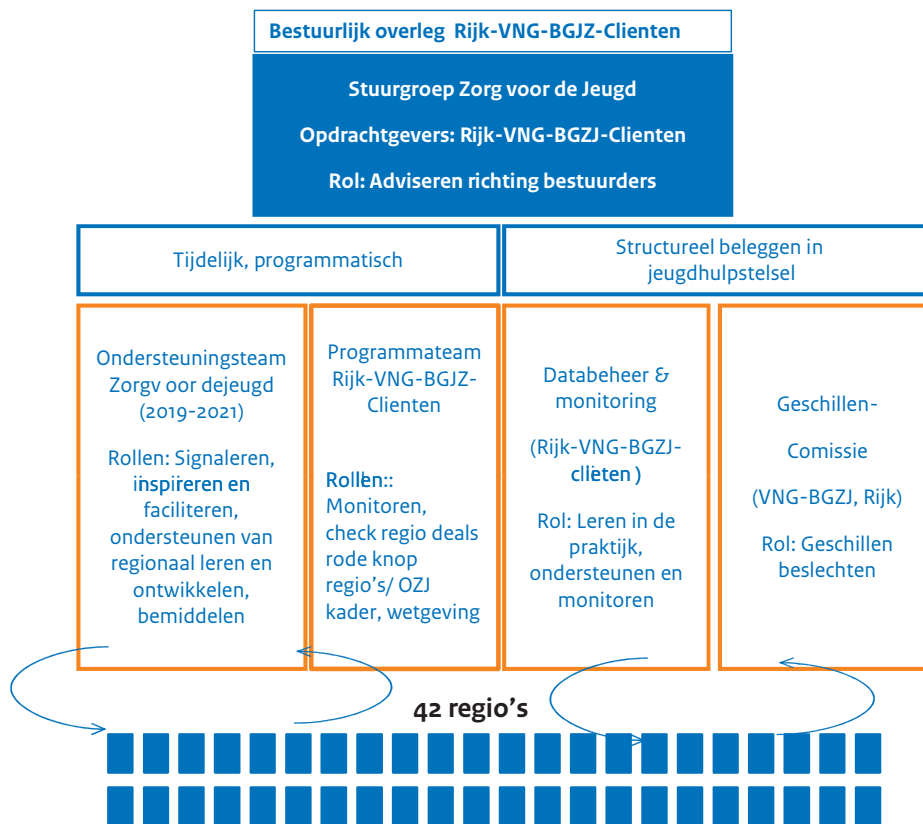 Bestuurlijk overleg Rijk-VNG-BGJZ-Clienten
Stuurgroep Zorg voor de Jeugd
Opdrachtgevers: Rijk-VNG-BGZJ-Clienten
Rol: Adviseren richting bestuurders
Tijdelijk, programmatisch
Structureel beleggen in
jeugdhulpstelsel
Ondersteuningsteam
Zorgv oor dejeugd
(2019-2021)
Rollen: Signaleren,
inspireren en
faciliteren,
ondersteunen van
regionaal leren en
ontwikkelen,
bemiddelen
Programmateam
Rijk-VNG-BGJZ-
Clienten
Rollen::
Monitoren,
check regio deals
rode knop
regio's/ OZJ
kader, wetgeving
Databeheer &
monitoring
(Rijk-VNG-BGZJ-
clieten )
Rol: Leren in de
praktijk,
ondersteunen en
monitoren
Geschillen-
Comissie
(VNG-BGZJ, Rijk)
Rol: Geschillen
beslechten
42 regio's